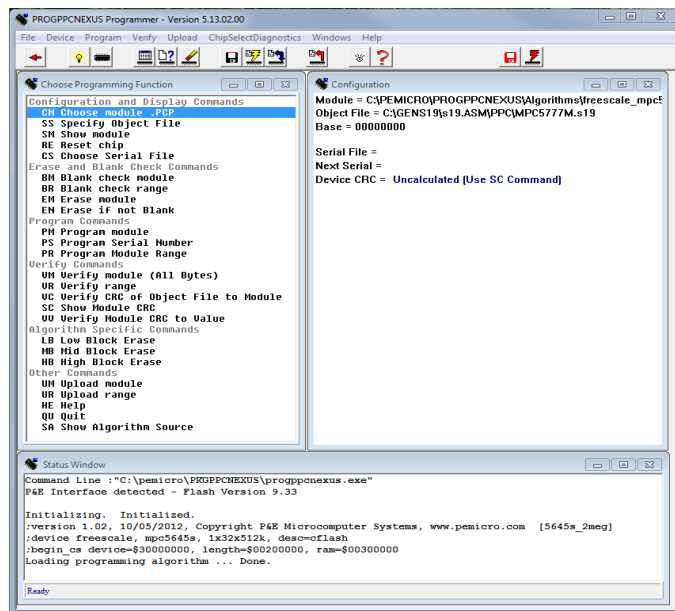 PROGPPCNEXUS Programmer - Version 5.13.02.00
File Device Program Verify Upload ChipSelectDiagnostics Windows Help
Choose Programming Function
Configuration and Display Commands
CM Choose module .PCP
SS Specify Object File
SM Show module
RE Reset chip
CS Choose Serial File
Erase and Blank Check Commands
BM Blank check module
BR Blank check range
EM Erase module
EN Erase if not Blank
Program Commands
PM Program module
PS Program Serial Number
PR Program Module Range
Verify Commands
VM Verify module (All Bytes)
VR Verify range
VC Verify CRC of Object File to Module
SC Show Module CRC
VV Verify Module CRC to Value
Algorithm Specific Commands
LB Low Block Erase
MB Mid Block Erase
HB High Block Erase
Other Commands
UM Upload module
UR Upload range
HE Help
QU Quit
SA Show Algorithm Source
Configuration
Module = C:\PEMICRO\PROGPPCNEXUS\Algorithms\freescale_mpc5
Object File = C:\GENS19\s19.ASM\PPC\MPC5777M.s19
Base = 00000000
Serial File =
Next Serial =
Device CRC = Uncalculated (Use SC Command)
Status Window
Command Line :"C:\pemicro\PRGPPCNEXUS\progppcnexus.exe"
P&E Interface detected - Flash Version 9.33
Initializing. Initialized.
;version 1.02, 10/05/2012, Copyright P&E Microcomputer Systems, www.pemicro.com [5645s_2meg]
;device freescale, mpc5645s, 1x32x512k, desc=cflash
;begin_cs device=$30000000, length=$00200000, ram=$00300000
Loading programming algorithm ... Done.
Ready